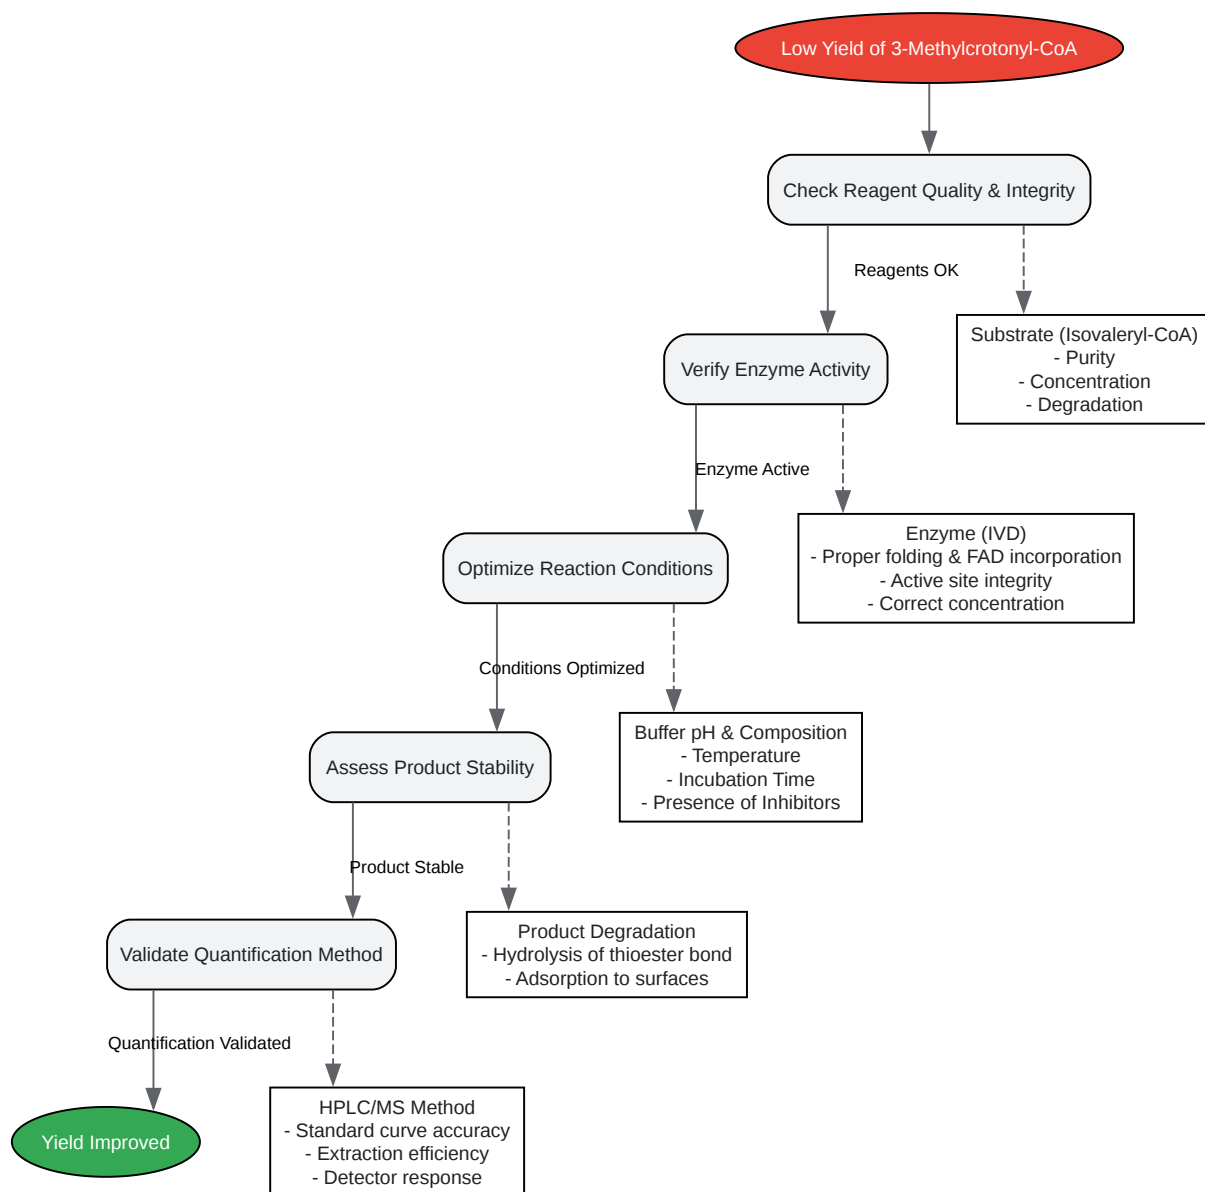 Low Yield of 3-Methylcrotonyl-CoA
Check Reagent Quality & Integrity
Reagents OK
Substrate (Isovaleryl-CoA)
- Purity
- Concentration
- Degradation
Verify Enzyme Activity
Enzyme Active
Enzyme (IVD)
- Proper folding & FAD incorporation
- Active site integrity
- Correct concentration
Optimize Reaction Conditions
Conditions Optimized
Buffer pH & Composition
- Temperature
- Incubation Time
- Presence of Inhibitors
Assess Product Stability
Product Stable
Product Degradation
- Hydrolysis of thioester bond
- Adsorption to surfaces
Validate Quantification Method
Quantification Validated
HPLC/MS Method
- Standard curve accuracy
- Extraction efficiency
- Detector response
Yield Improved